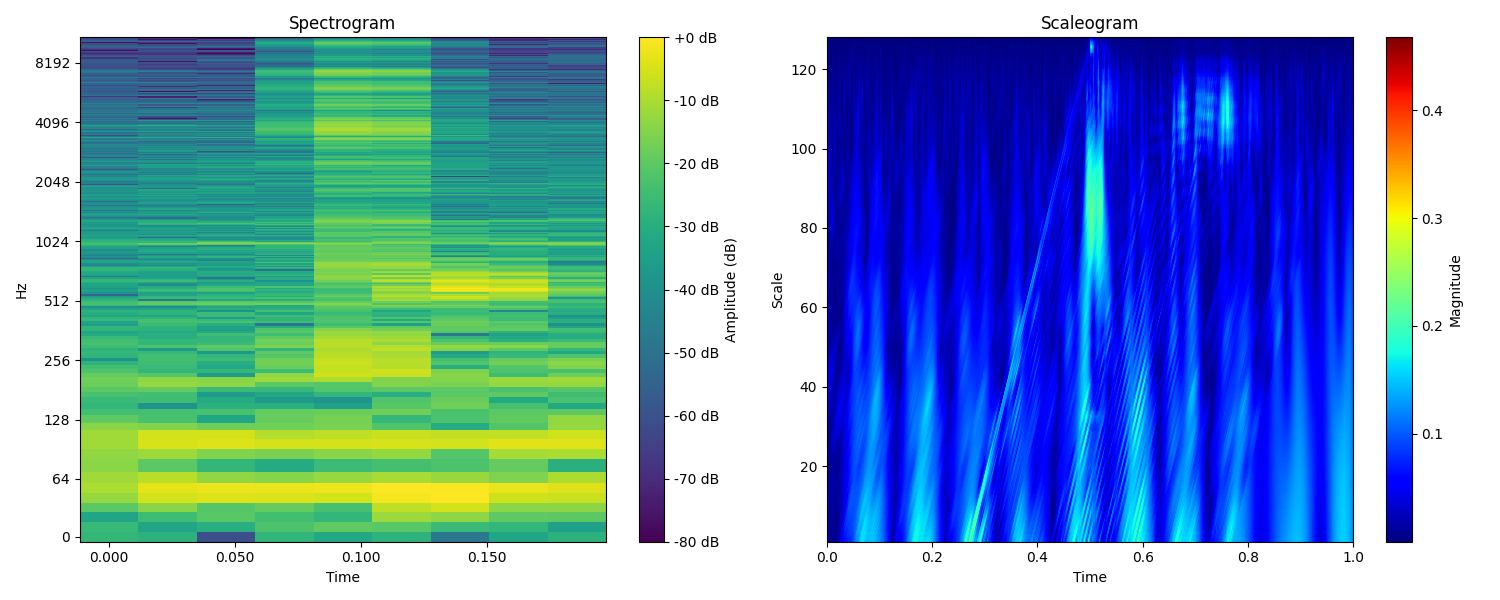 Spectrogram
8192
4096
2048
1024
512
256
128
64
0
Hz
0.000
0.050
0.100
0.150
Time
+0 dB
-10 dB
-20 dB
-30 dB
-40 dB
-50 dB
-60 dB
-70 dB
-80 dB
Amplitude (dB)
Scaleogram
120
100
80
60
40
20
Scale
0.0
0.2
0.4
0.6
0.8
1.0
Time
0.4
0.3
0.2
0.1
Magnitude